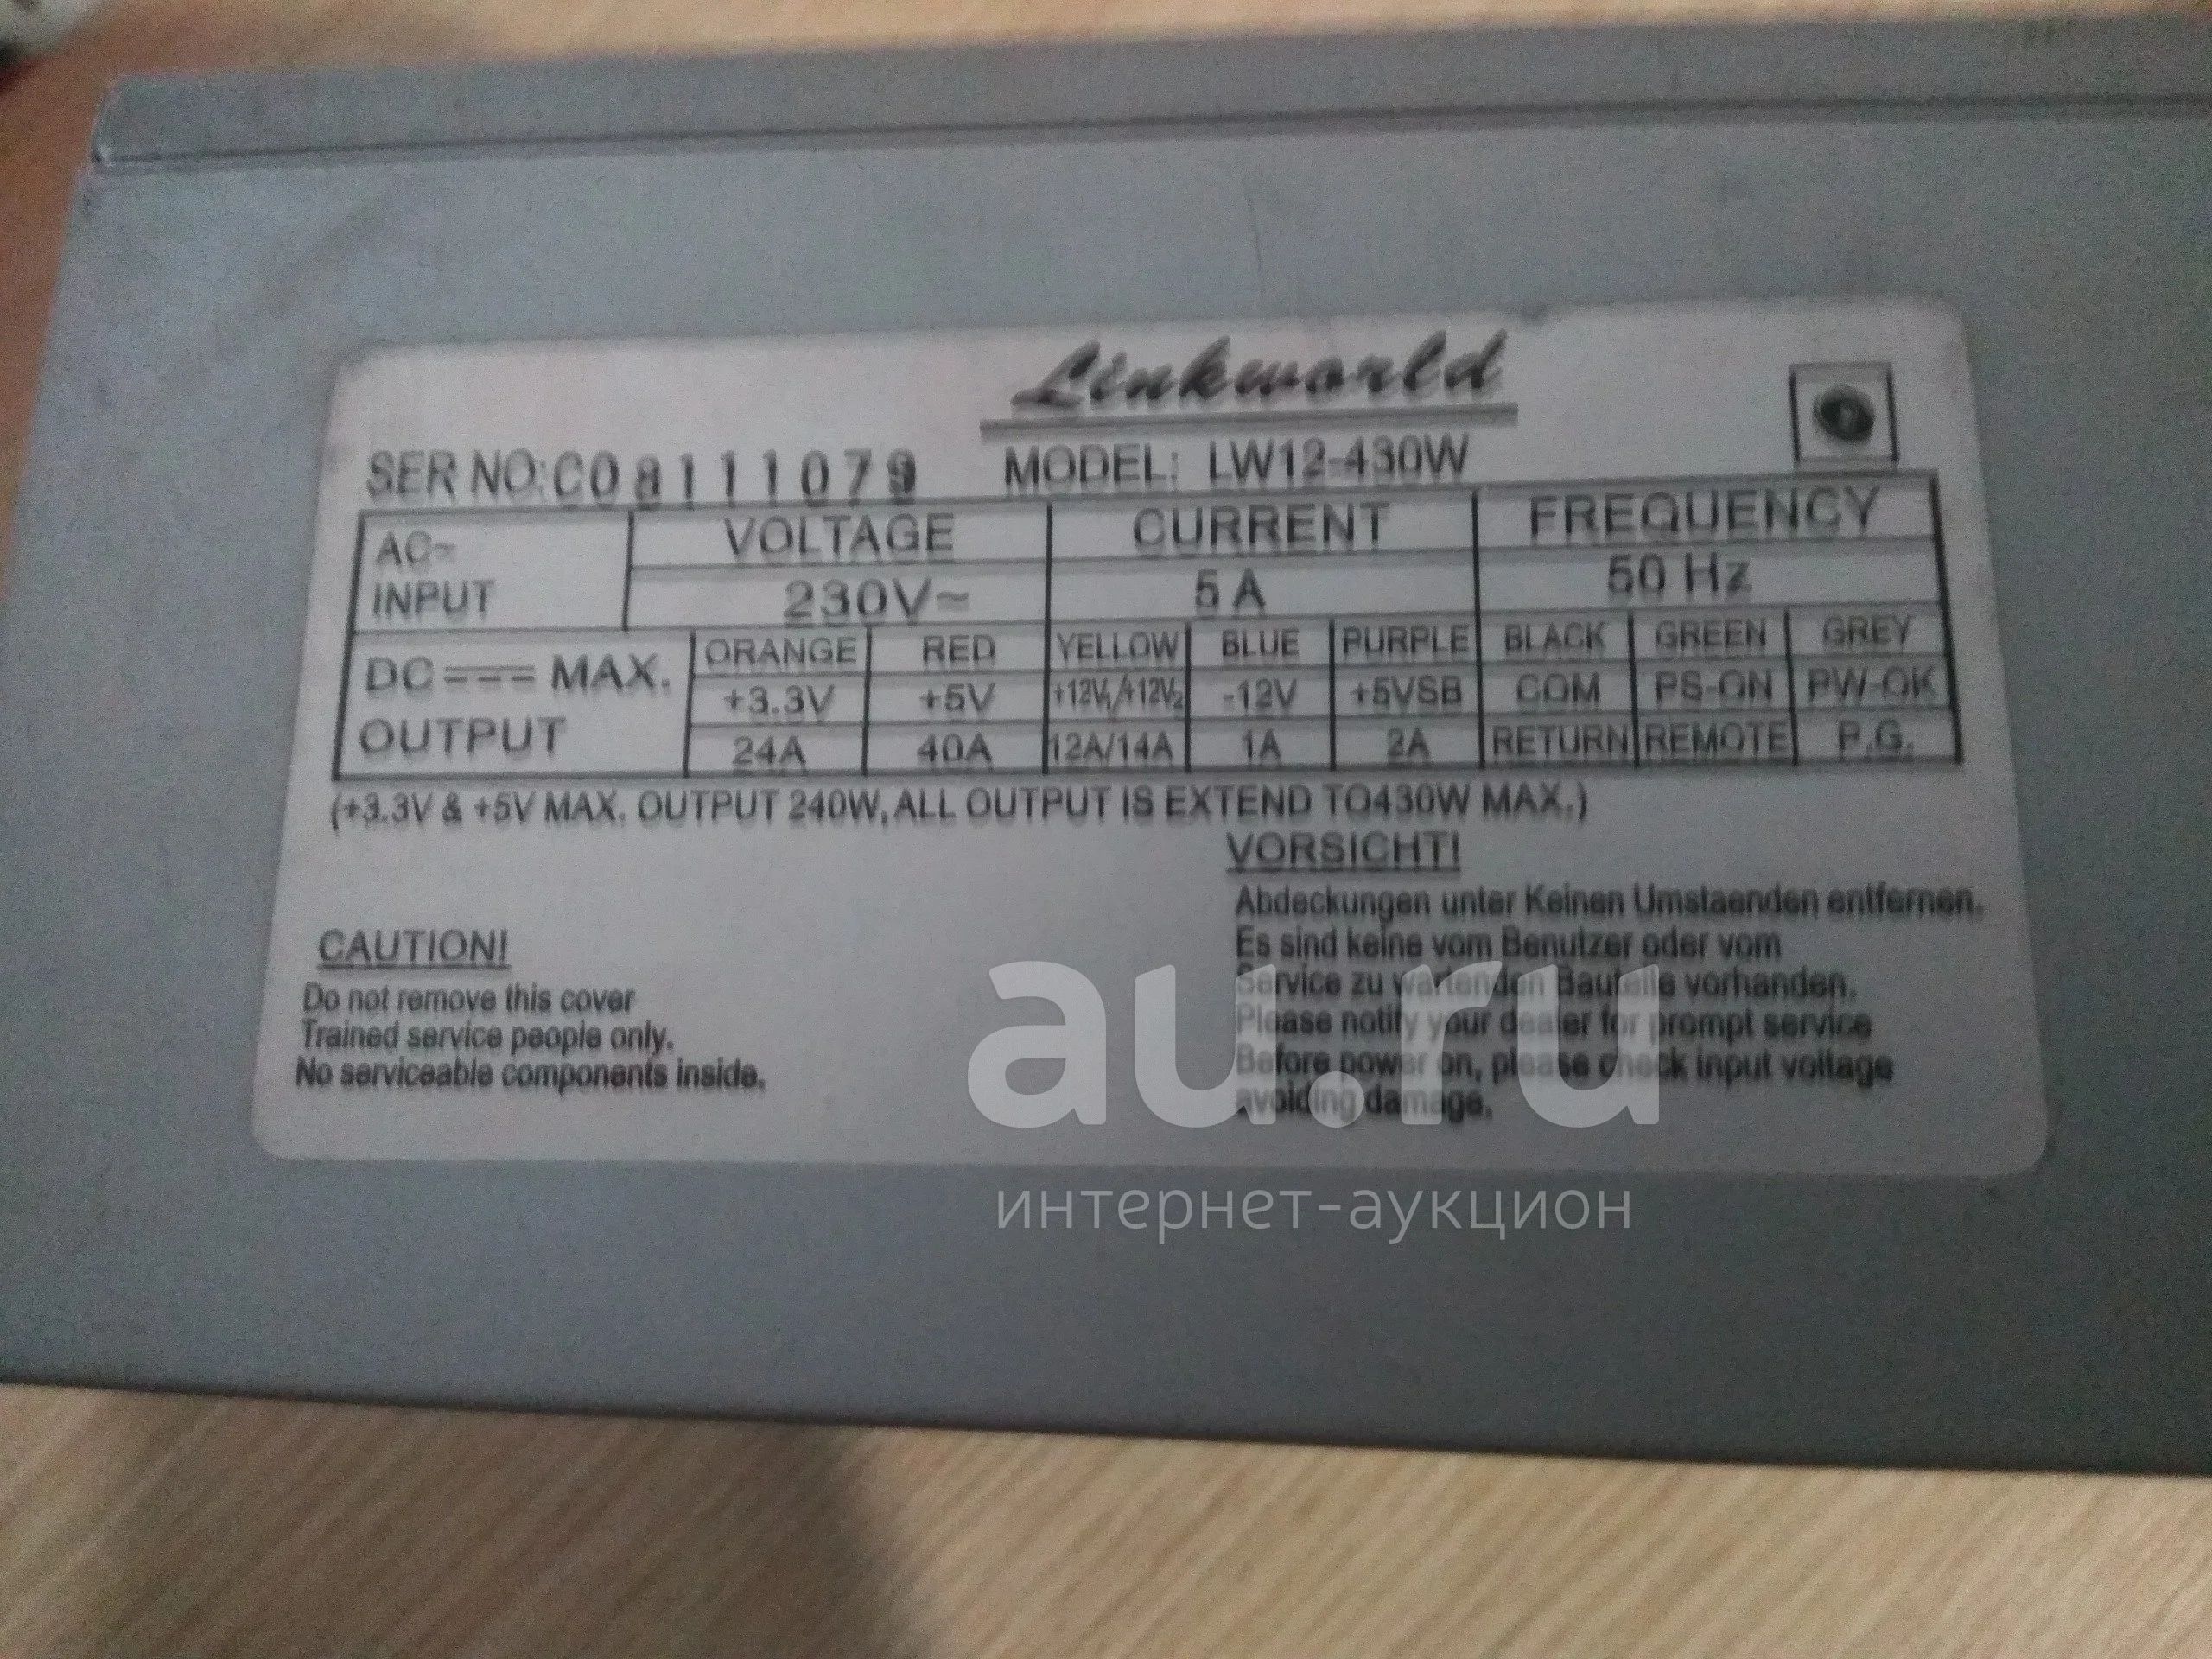 Linkworld
SER NO: C08111079 MODEL: LW12-430W
AC~ INPUT VOLTAGE CURRENT FREQUENCY
230V~ 5 A 50 Hz
DC MAX. OUTPUT ORANGE RED YELLOW BLUE PURPLE BLACK GREEN GREY
+3.3V +5V +12V₁/+12V₂ -12V +5VSB COM PS-ON PW-OK
24A 40A 12A/14A 1A 2A RETURN REMOTE P.G.
(+3.3V & +5V MAX. OUTPUT 240W, ALL OUTPUT IS EXTEND TO430W MAX.)
CAUTION!
Do not remove this cover
Trained service people only.
No serviceable components inside.
VORSICHT!
Abdeckungen unter Keinen Umstaenden entfernen.
Es sind keine vom Benutzer oder vom
Service zu wartenden Bauteile vorhanden.
Please notify your dealer for prompt service
Before power on, please check input voltage
avoiding damage.
au.ru
интернет-аукцион